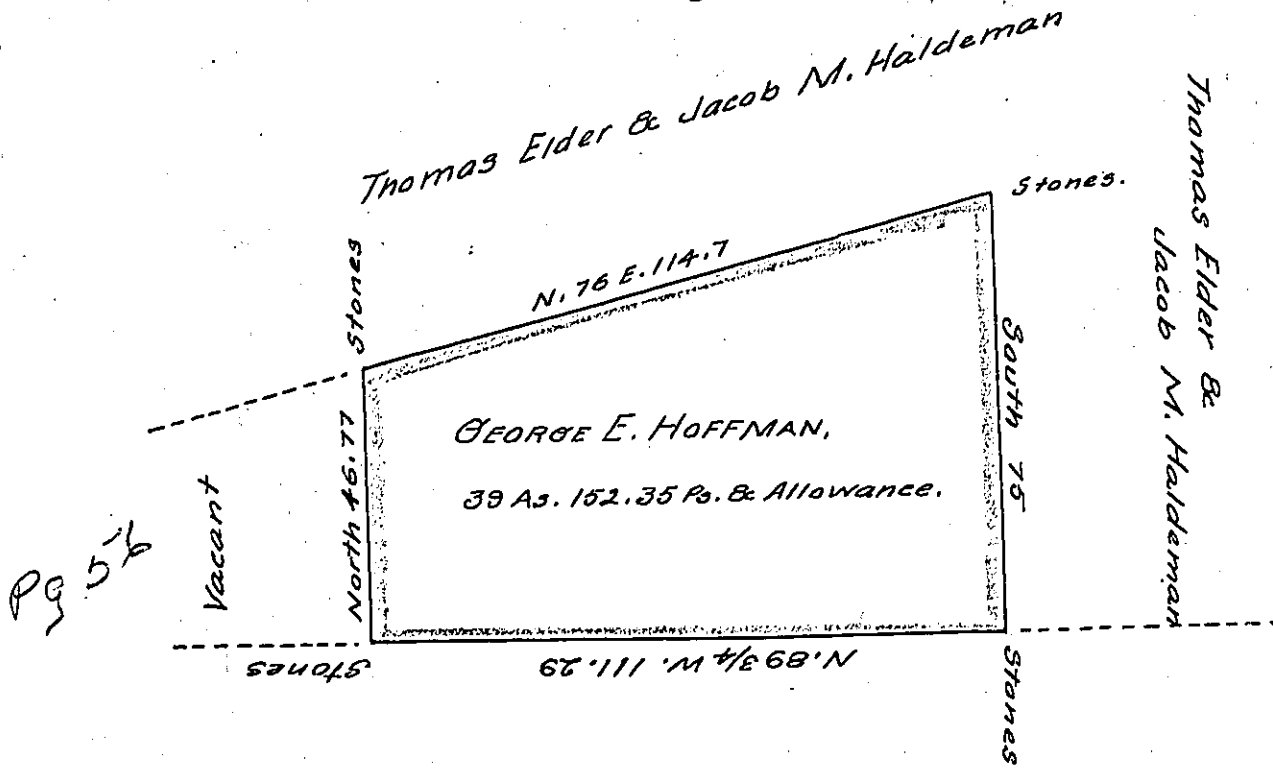 Thomas Elder & Jacob M. Haldeman
Thomas Elder &
Jacob M. Haldeman
Stones.
Stones
N. 76 E. 114.7
South 75
GEORGE E. HOFFMAN,
39 As. 152.35 Ps. & Allowance.
North 46.77
Vacant
Pg 56
Stones
N. 89 3/4 W. 111.29
Stones